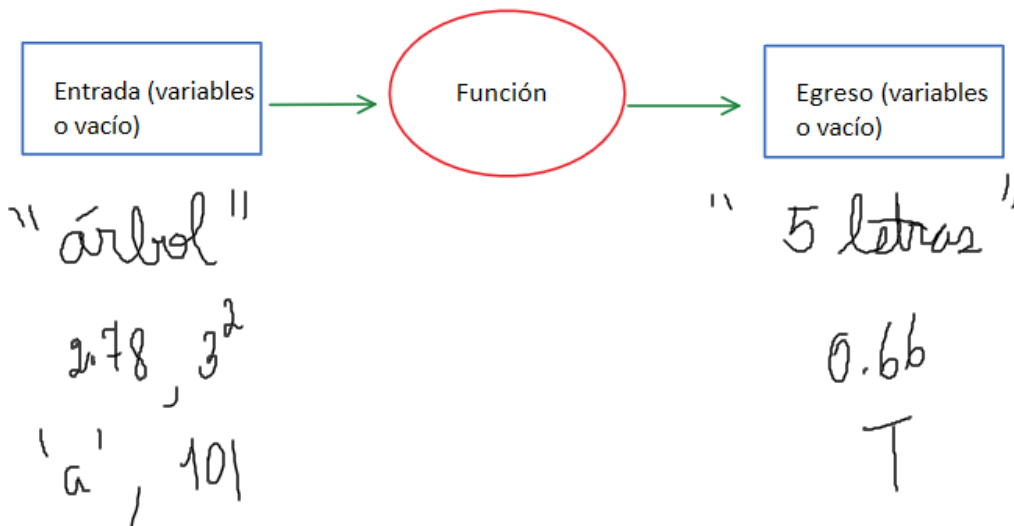 Entrada (variables
o vacío)
Función
Egreso (variables
o vacío)
"árbol"
"5 letras"
2.78, 3²
0.66
'a', 101
T